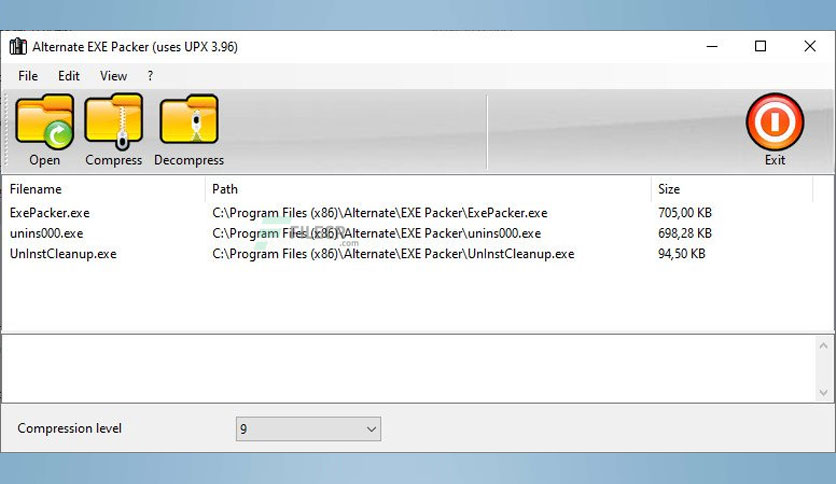 Alternate EXE Packer (uses UPX 3.96)
File Edit View ?
Open Compress Decompress Exit
Filename Path Size
ExePacker.exe C:\Program Files (x86)\Alternate\EXE Packer\ExePacker.exe 705,00 KB
unins000.exe C:\Program Files (x86)\Alternate\EXE Packer\unins000.exe 698,28 KB
UnInstCleanup.exe C:\Program Files (x86)\Alternate\EXE Packer\UnInstCleanup.exe 94,50 KB
FILECR
.com
Compression level 9